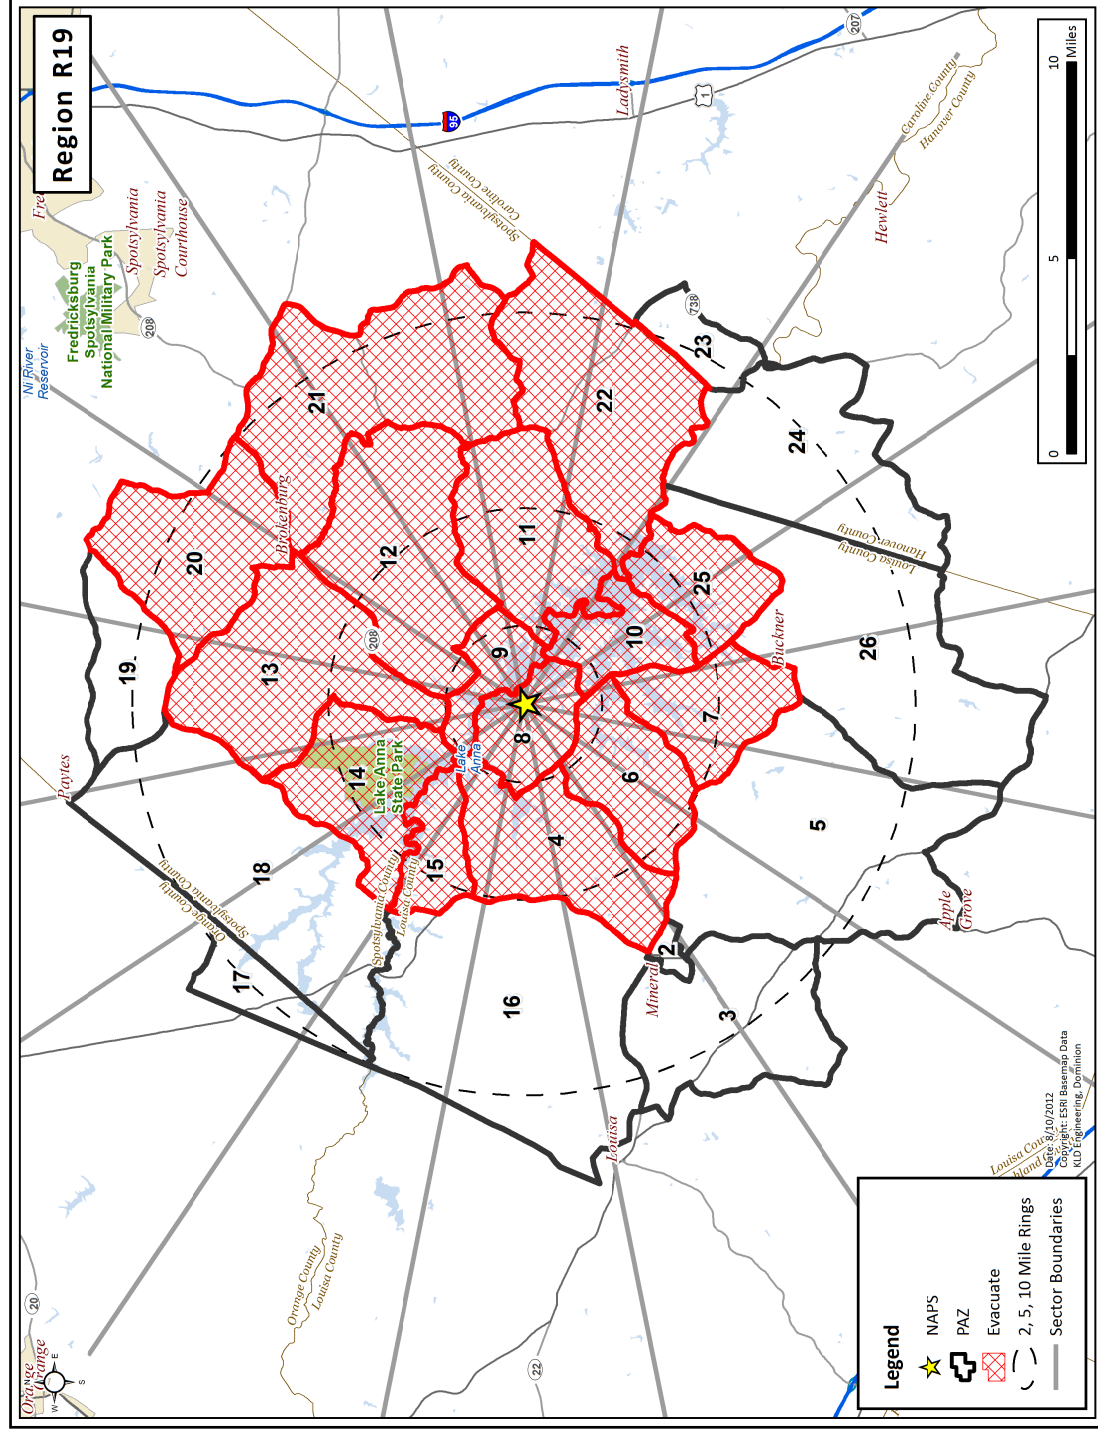 Region R19
Fredricksburg
Spotsylvania
National Military Park
Spotsylvania
Spotsylvania
Courthouse
Fre
Ni River
Reservoir
208
95
1
207
Ladysmith
Spotsylvania County
Caroline County
Caroline County
Hanover County
Hewlett
738
Brokenburg
208
Paytes
Orange County
Spotsylvania County
Spotsylvania County
Louisa County
Lake Anna
State Park
Lake
Anna
Buckner
Hanover County
Louisa County
Mineral
Apple
Grove
Louisa
Orange County
Louisa County
Orange
range
20
22
2
3
4
5
6
7
8
9
10
11
12
13
14
15
16
17
18
19
20
21
22
23
24
25
26
0
5
10
Miles
N
E
S
W
Legend
NAPS
PAZ
Evacuate
2, 5, 10 Mile Rings
Sector Boundaries
Date: 8/10/2012
Copyright: ESRI Basemap Data
KLD Engineering, Dominion